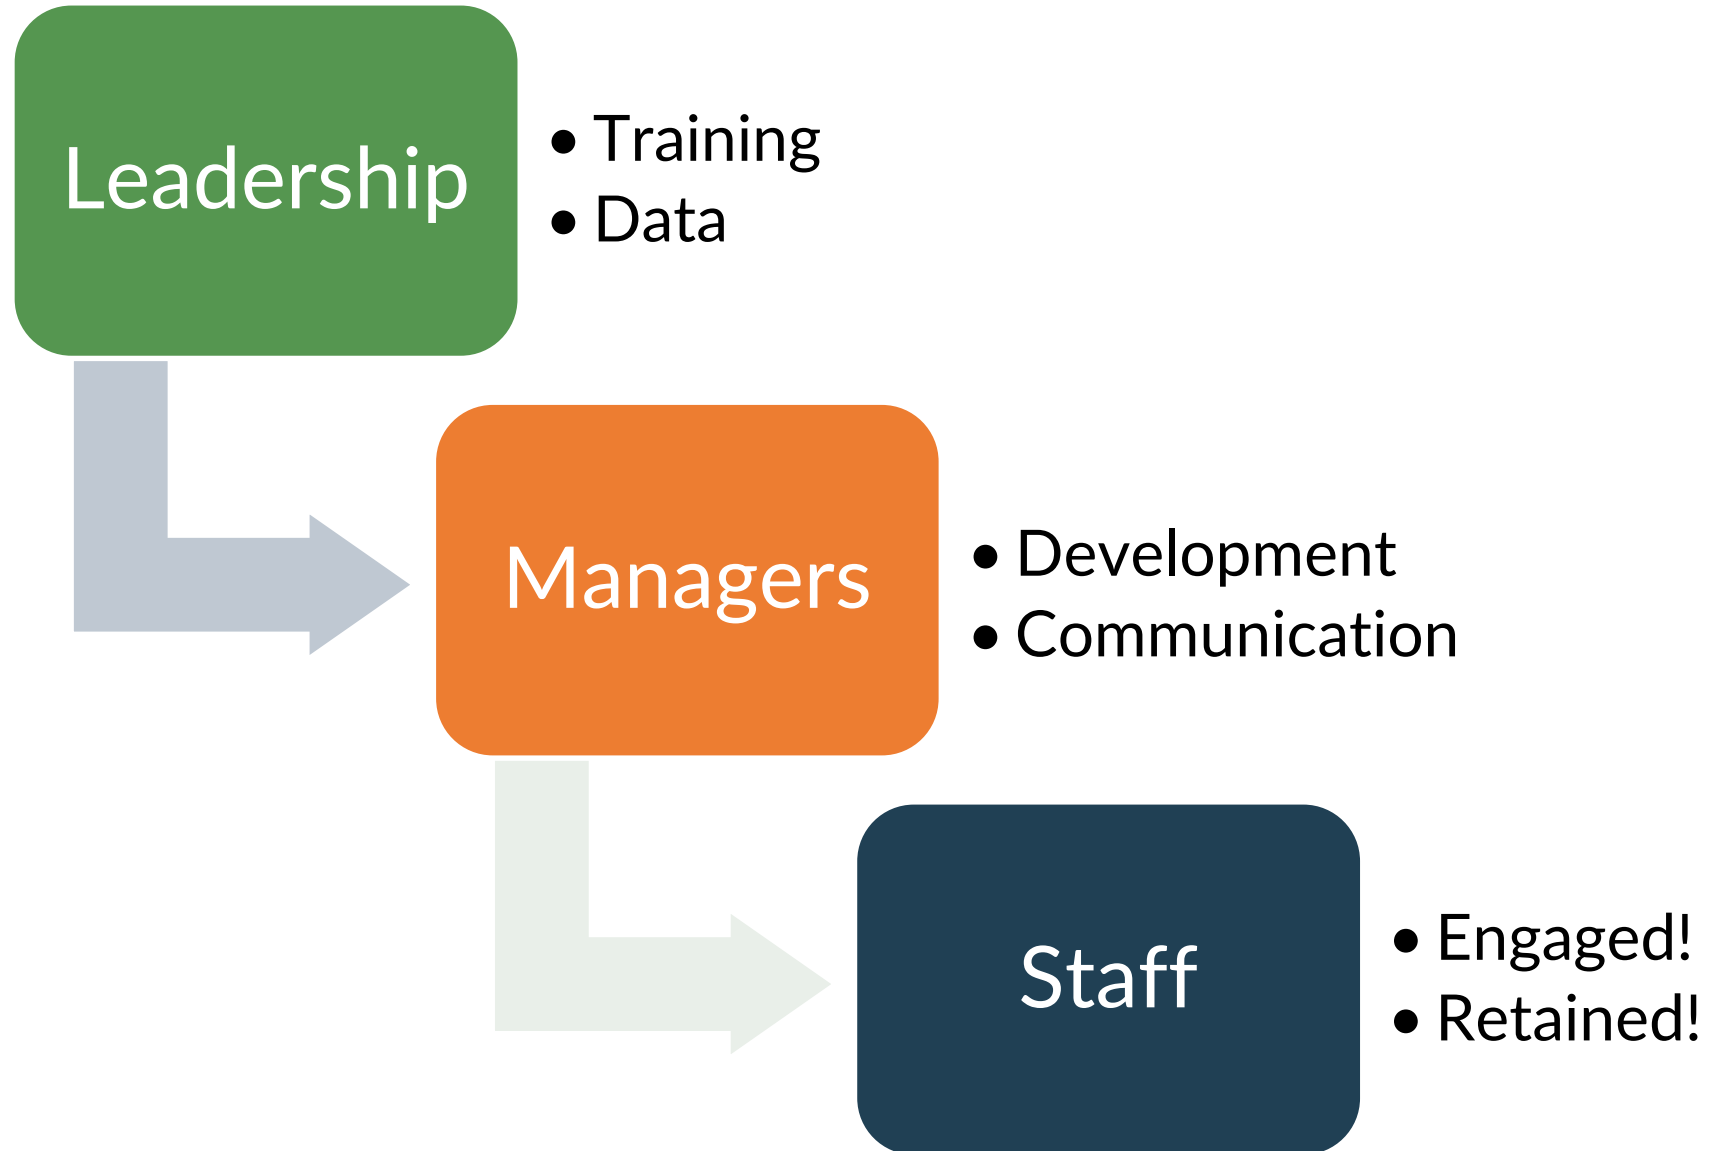 Leadership
• Training
• Data
Managers
• Development
• Communication
Staff
• Engaged!
• Retained!